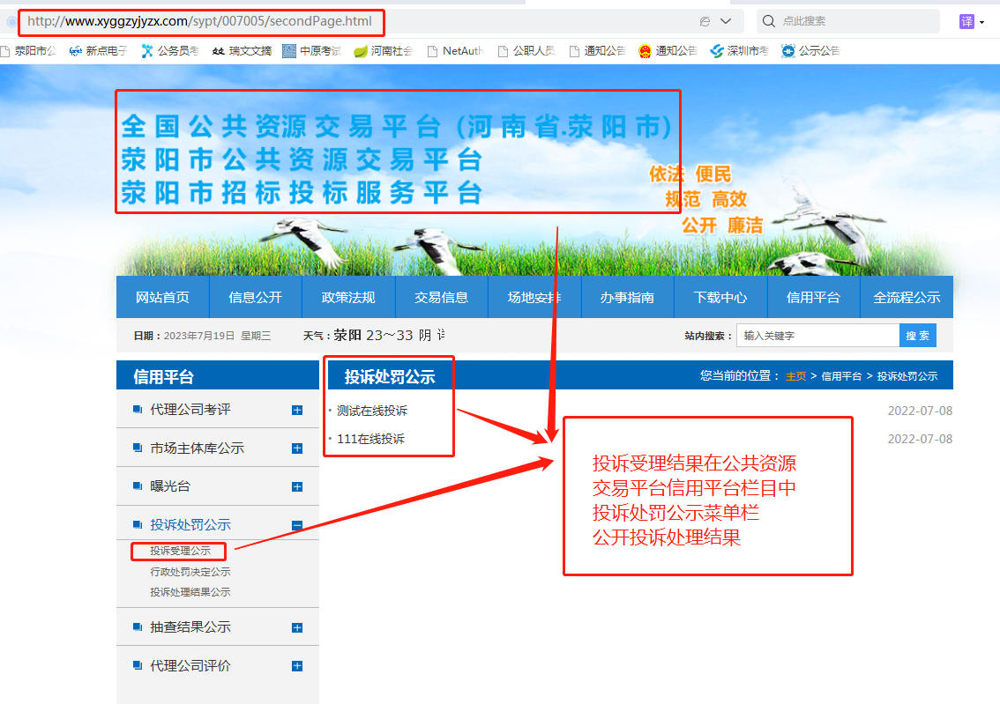 http://www.xyggzyjyzx.com/sypt/007005/secondPage.html
点此搜索
译
荥阳市公
新点电子
公务员考
瑞文文摘
中原考试
河南社会
NetAuth
公职人员
通知公告
通知公告
深圳市考
公示公告
全国公共资源交易平台(河南省.荥阳市)
荥阳市公共资源交易平台
荥阳市招标投标服务平台
依法 便民
规范 高效
公开 廉洁
网站首页
信息公开
政策法规
交易信息
场地安排
办事指南
下载中心
信用平台
全流程公示
日期：2023年7月19日 星期三
天气：荥阳 23～33 阴
站内搜索：
输入关键字
搜 索
信用平台
投诉处罚公示
您当前的位置： 主页 > 信用平台 > 投诉处罚公示
代理公司考评
市场主体库公示
曝光台
投诉处罚公示
投诉受理公示
行政处罚决定公示
投诉处理结果公示
抽查结果公示
代理公司评价
测试在线投诉
2022-07-08
111在线投诉
2022-07-08
投诉受理结果在公共资源
交易平台信用平台栏目中
投诉处罚公示菜单栏
公开投诉处理结果